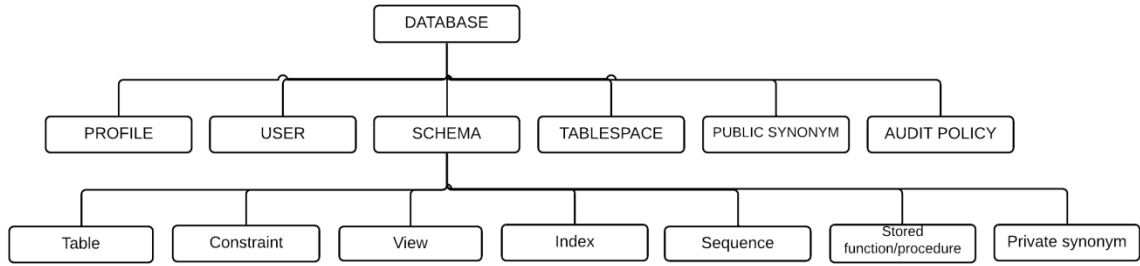 DATABASE
PROFILE
USER
SCHEMA
TABLESPACE
PUBLIC SYNONYM
AUDIT POLICY
Table
Constraint
View
Index
Sequence
Stored
function/procedure
Private synonym